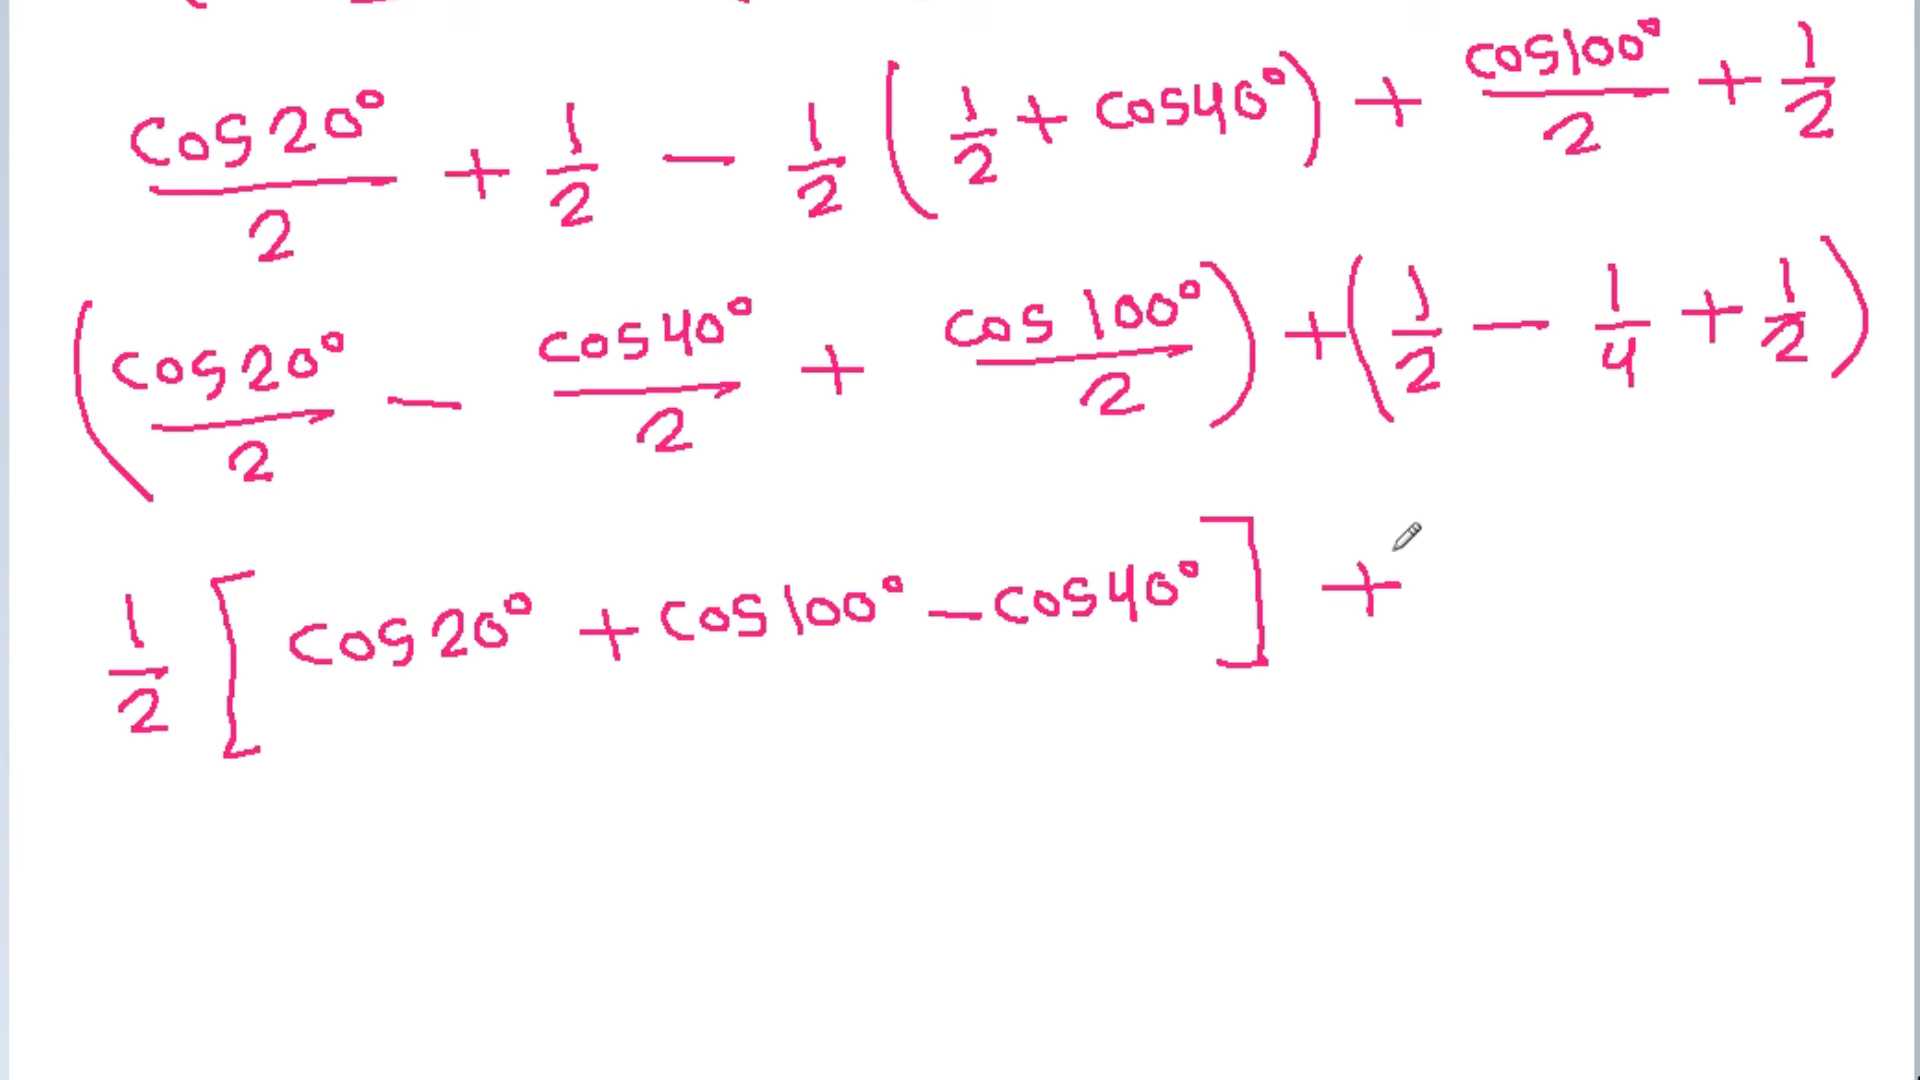 cos20°/2 + 1/2 - 1/2 (1/2 + cos40°) + cos100°/2 + 1/2
(cos20°/2 - cos40°/2 + cos100°/2) + (1/2 - 1/4 + 1/2)
1/2 [cos20° + cos100° - cos40°] +